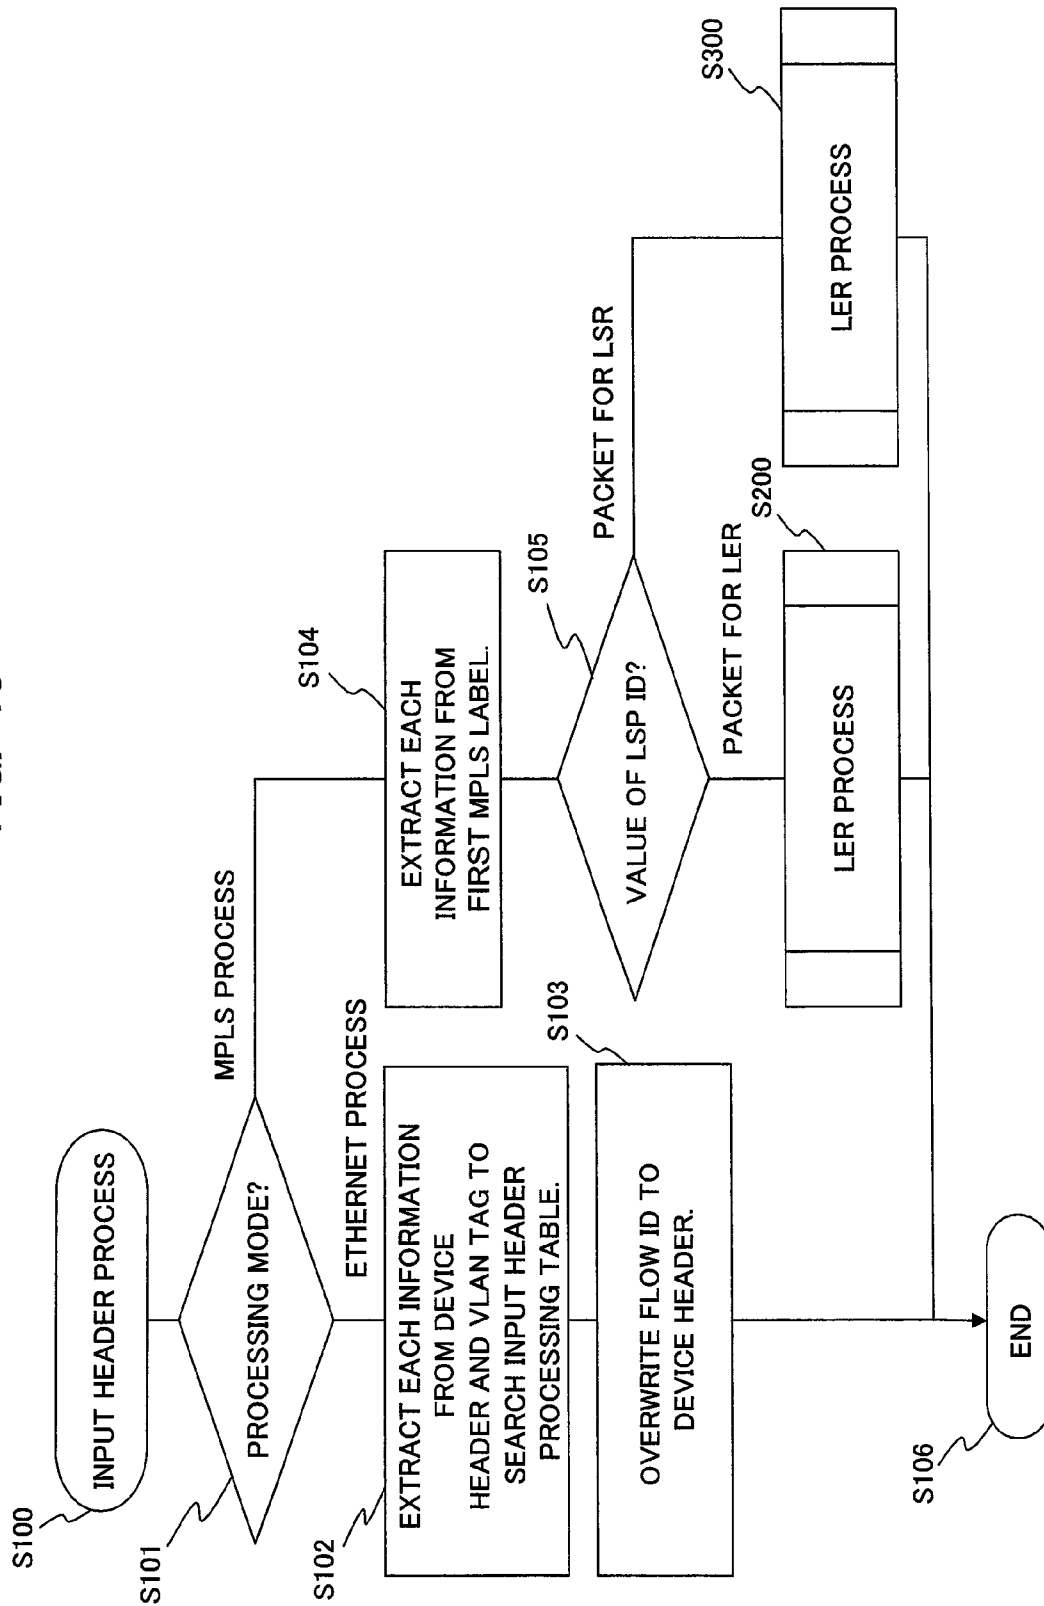 S100
INPUT HEADER PROCESS
S101
PROCESSING MODE?
MPLS PROCESS
ETHERNET PROCESS
S102
EXTRACT EACH INFORMATION
FROM DEVICE
HEADER AND VLAN TAG TO
SEARCH INPUT HEADER
PROCESSING TABLE.
S103
OVERWRITE FLOW ID TO
DEVICE HEADER.
S104
EXTRACT EACH
INFORMATION FROM
FIRST MPLS LABEL.
S105
VALUE OF LSP ID?
PACKET FOR LSR
PACKET FOR LER
S200
LER PROCESS
S300
LER PROCESS
S106
END